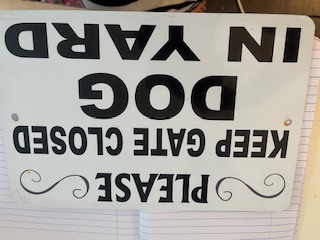 PLEASE
KEEP GATE CLOSED
DOG
IN YARD